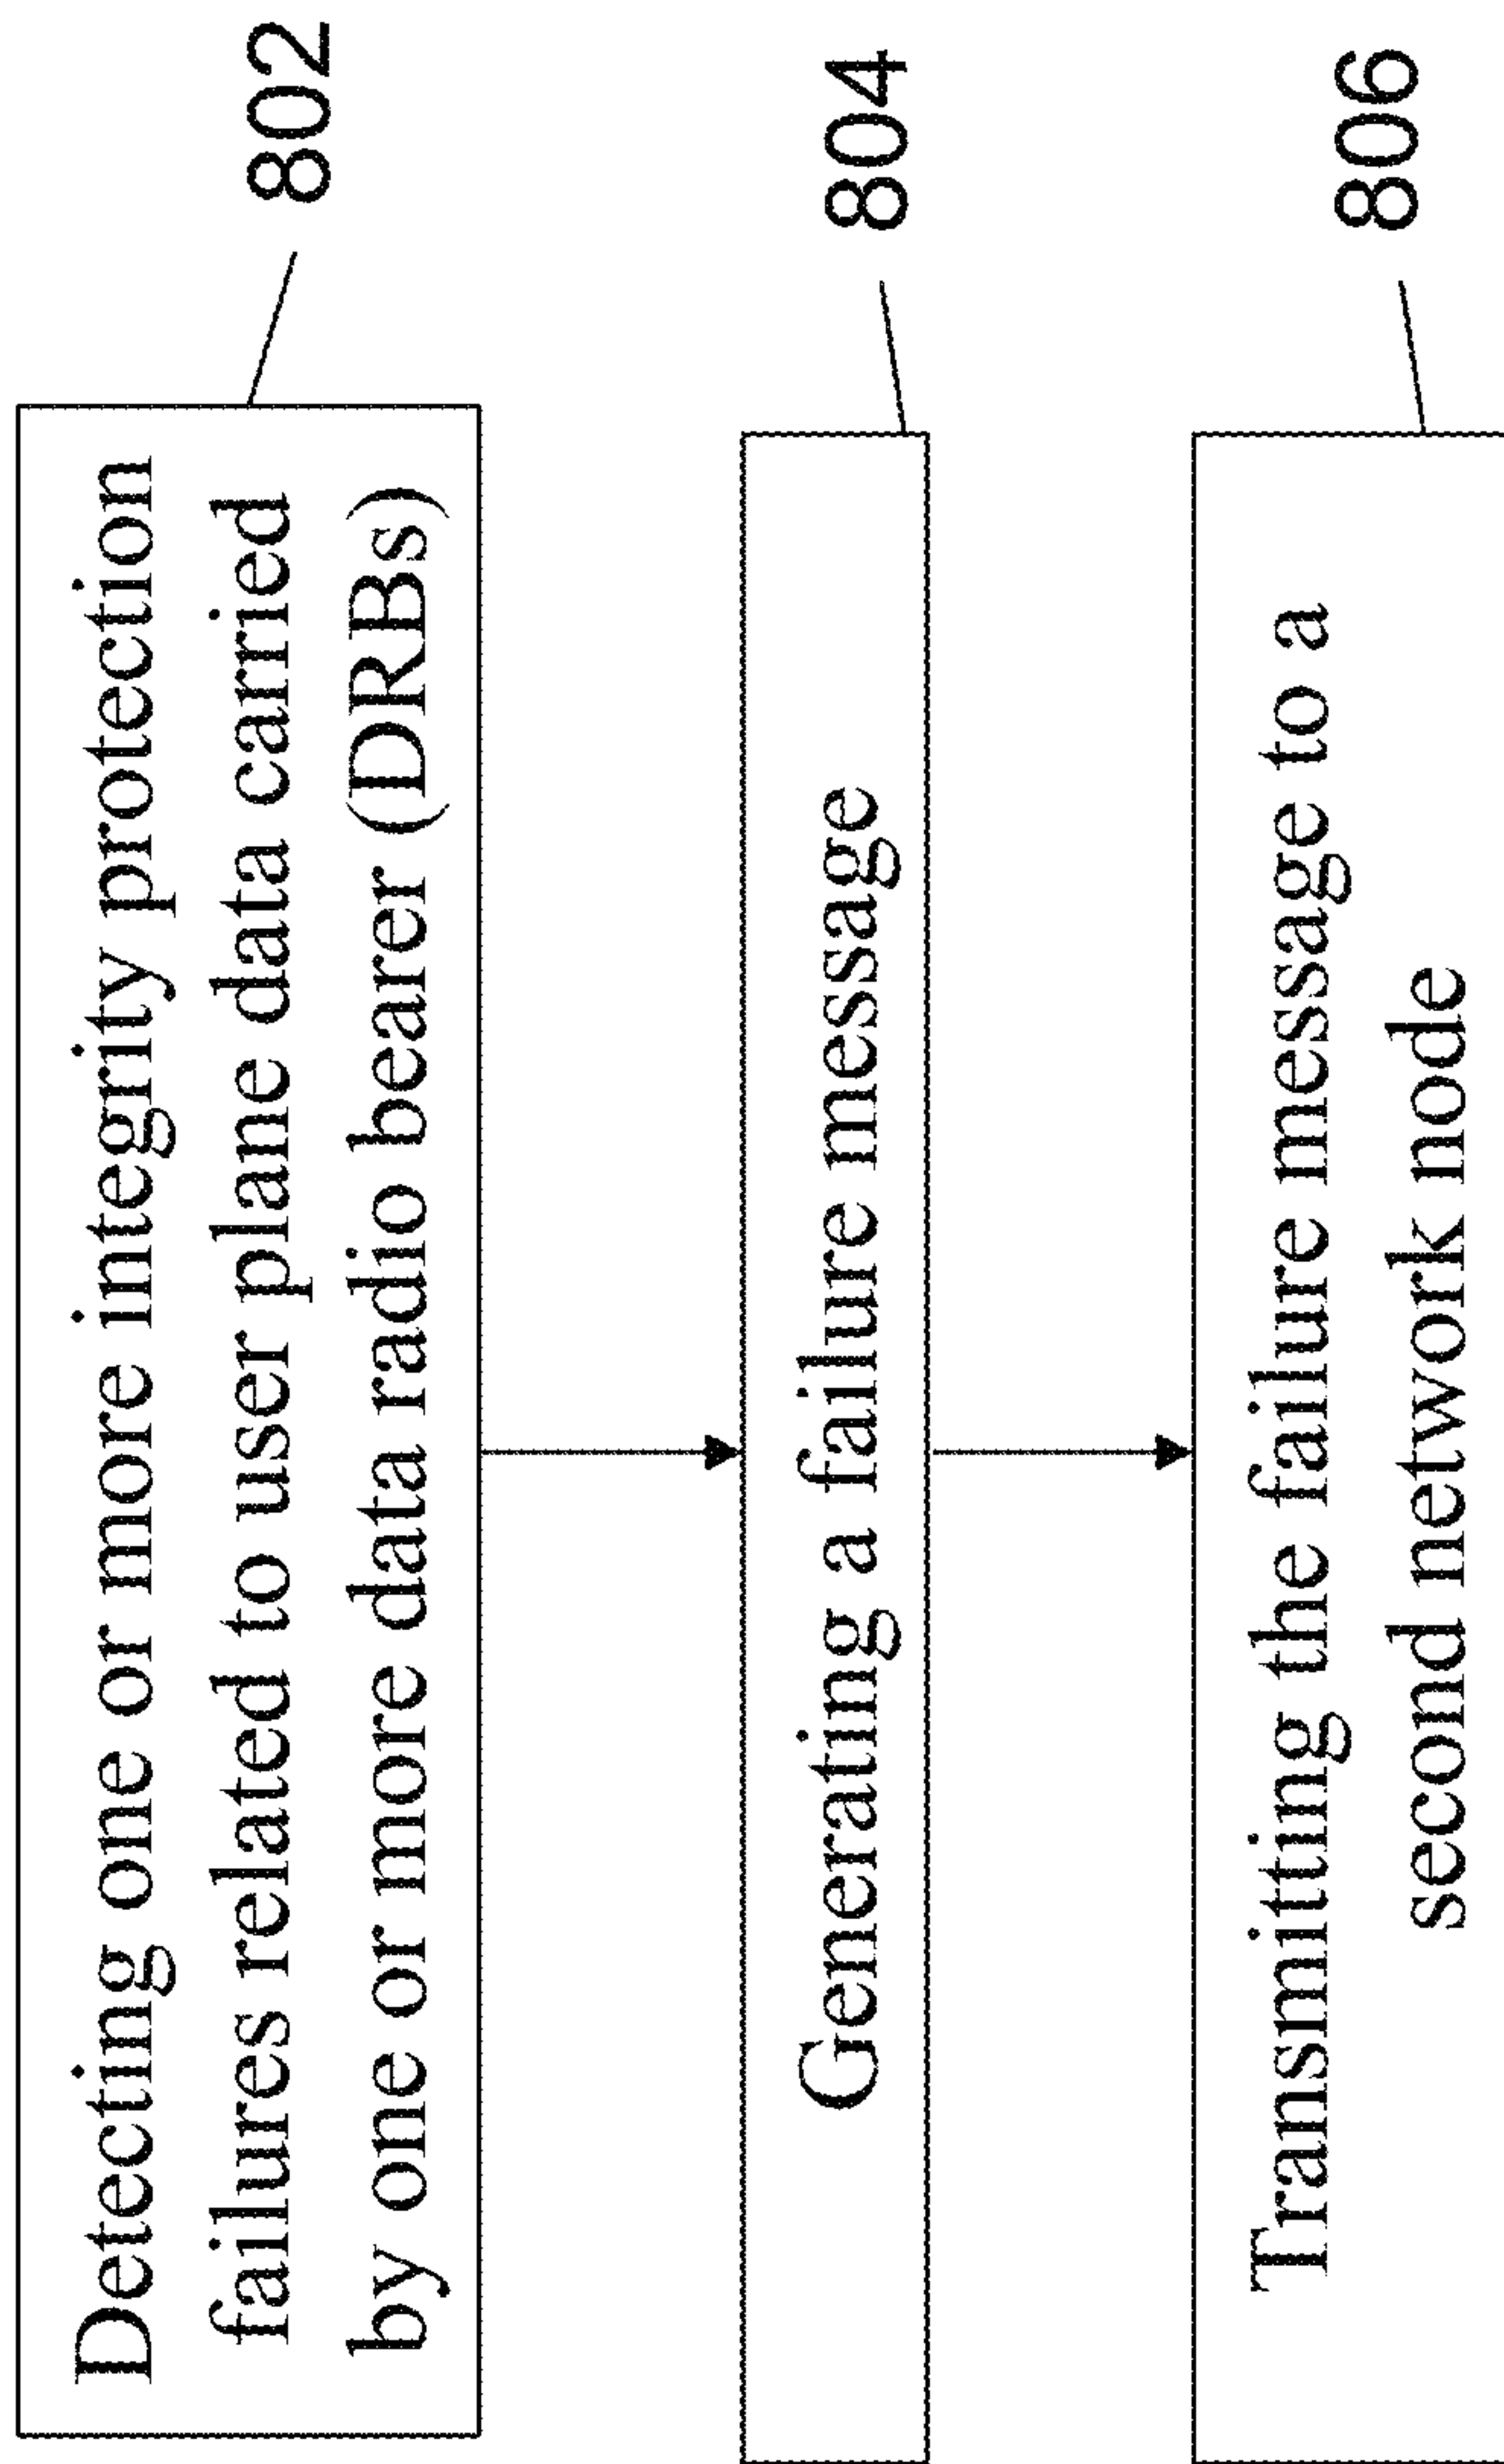 Detecting one or more integrity protection
failures related to user plane data carried
by one or more data radio bearer (DRBs)
802
Generating a failure message
804
Transmitting the failure message to a
second network node
806